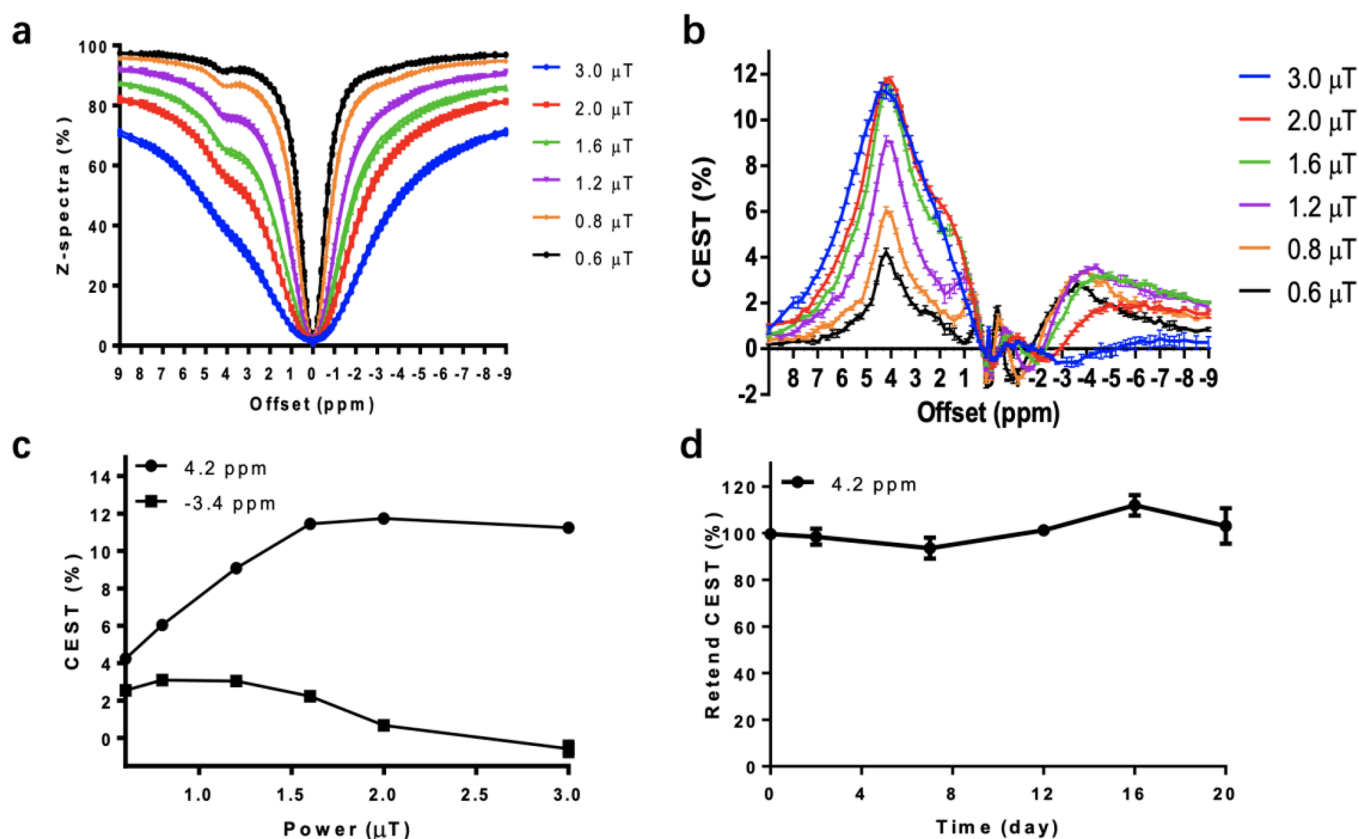 a
Z-spectra (%)
100
80
60
40
20
0
9 8 7 6 5 4 3 2 1 0 -1 -2 -3 -4 -5 -6 -7 -8 -9
Offset (ppm)
3.0 μT
2.0 μT
1.6 μT
1.2 μT
0.8 μT
0.6 μT
b
CEST (%)
12
10
8
6
4
2
0
-2
8 7 6 5 4 3 2 1 -2 -3 -4 -5 -6 -7 -8 -9
Offset (ppm)
3.0 μT
2.0 μT
1.6 μT
1.2 μT
0.8 μT
0.6 μT
c
4.2 ppm
-3.4 ppm
CEST (%)
14
12
10
8
6
4
2
0
1.0 1.5 2.0 2.5 3.0
Power (μT)
d
4.2 ppm
Retend CEST (%)
120
100
80
60
40
20
0
0 4 8 12 16 20
Time (day)